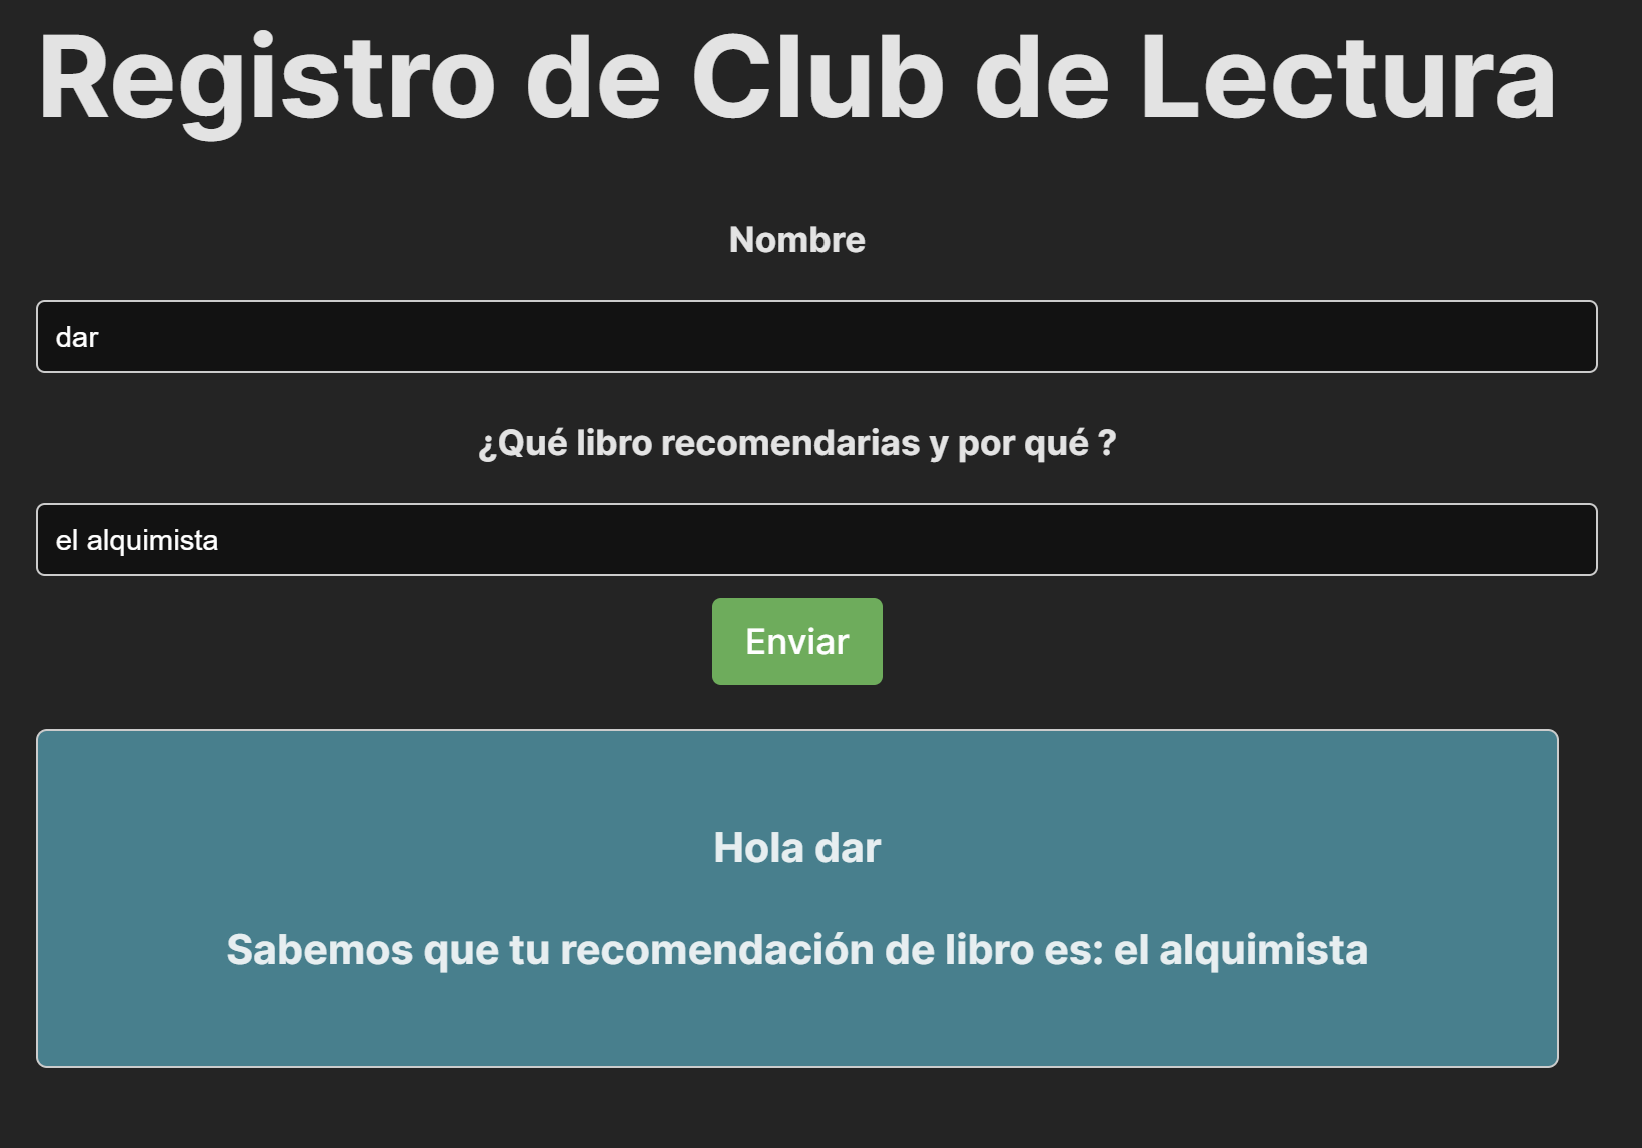 Registro de Club de Lectura
Nombre
dar
¿Qué libro recomendarias y por qué ?
el alquimista
Enviar
Hola dar
Sabemos que tu recomendación de libro es: el alquimista